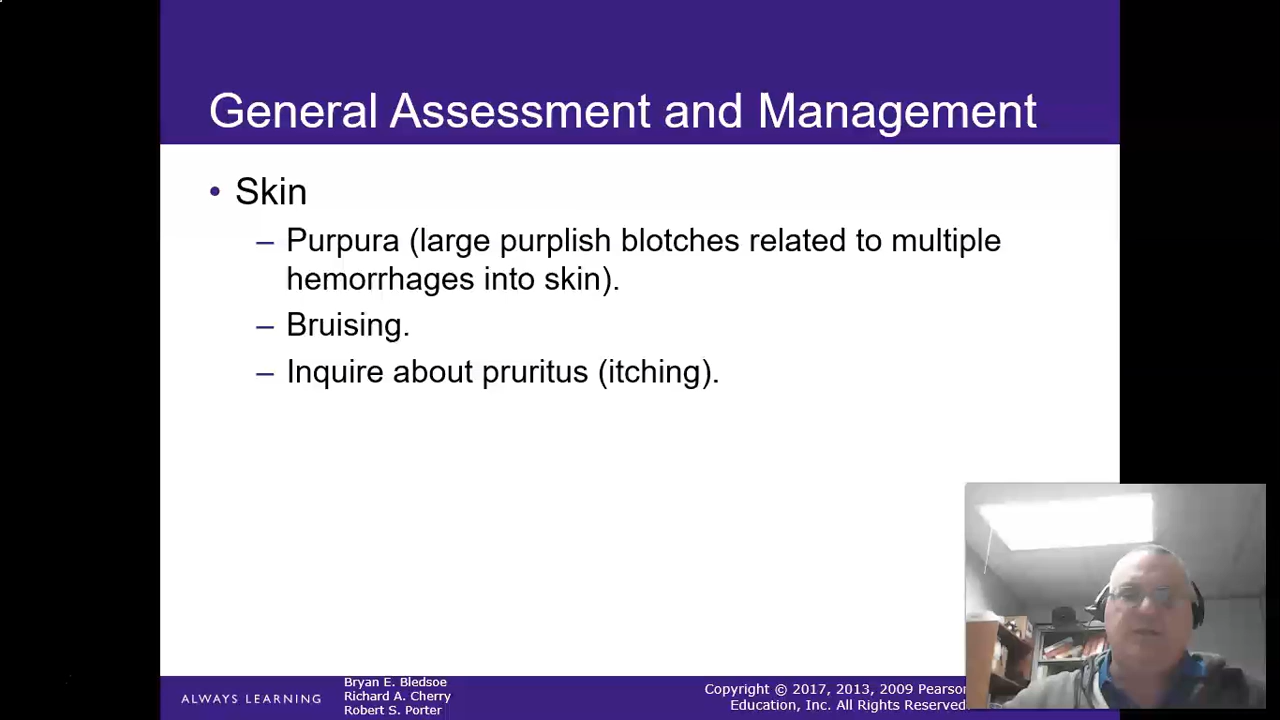 General Assessment and Management
• Skin
– Purpura (large purplish blotches related to multiple
hemorrhages into skin).
– Bruising.
– Inquire about pruritus (itching).
ALWAYS LEARNING
Bryan E. Bledsoe
Richard A. Cherry
Robert S. Porter
Copyright © 2017, 2013, 2009 Pearson
Education, Inc. All Rights Reserved.